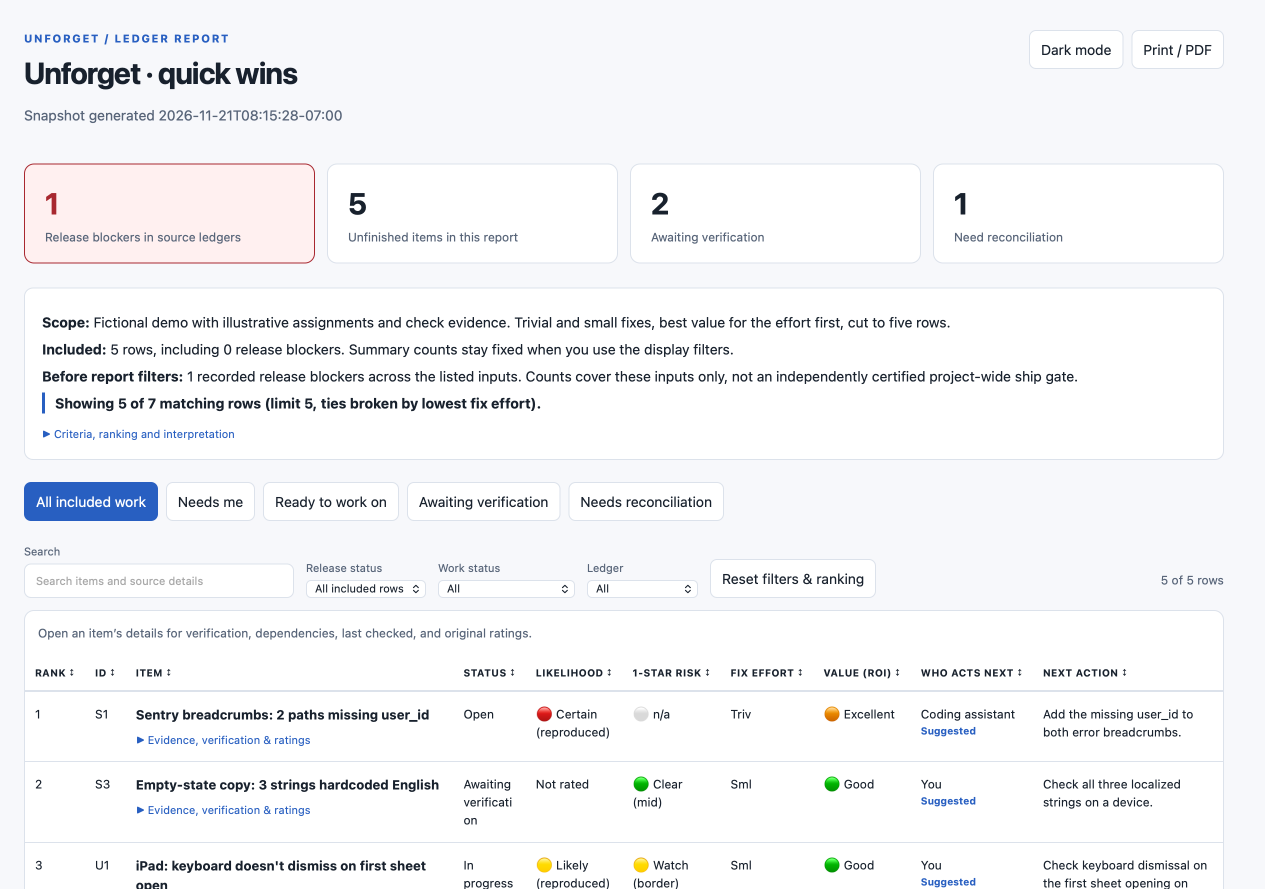 UNFORGET / LEDGER REPORT
Unforget · quick wins
Snapshot generated 2026-11-21T08:15:28-07:00
Dark mode
Print / PDF
1
Release blockers in source ledgers
5
Unfinished items in this report
2
Awaiting verification
1
Need reconciliation
Scope: Fictional demo with illustrative assignments and check evidence. Trivial and small fixes, best value for the effort first, cut to five rows.
Included: 5 rows, including 0 release blockers. Summary counts stay fixed when you use the display filters.
Before report filters: 1 recorded release blockers across the listed inputs. Counts cover these inputs only, not an independently certified project-wide ship gate.
Showing 5 of 7 matching rows (limit 5, ties broken by lowest fix effort).
▶ Criteria, ranking and interpretation
All included work
Needs me
Ready to work on
Awaiting verification
Needs reconciliation
Search
Search items and source details
Release status
All included rows
Work status
All
Ledger
All
Reset filters & ranking
5 of 5 rows
Open an item's details for verification, dependencies, last checked, and original ratings.
RANK ↕ ID ↕ ITEM ↕ STATUS ↕ LIKELIHOOD ↕ 1-STAR RISK ↕ FIX EFFORT ↕ VALUE (ROI) ↕ WHO ACTS NEXT ↕ NEXT ACTION ↕
1
S1
Sentry breadcrumbs: 2 paths missing user_id
▶ Evidence, verification & ratings
Open
Certain
(reproduced)
n/a
Triv
Excellent
Coding assistant
Suggested
Add the missing user_id to
both error breadcrumbs.
2
S3
Empty-state copy: 3 strings hardcoded English
▶ Evidence, verification & ratings
Awaiting
verificati
on
Not rated
Clear
(mid)
Sml
Good
You
Suggested
Check all three localized
strings on a device.
3
U1
iPad: keyboard doesn't dismiss on first sheet
open
In
progress
Likely
(reproduced)
Watch
(border)
Sml
Good
You
Suggested
Check keyboard dismissal on
the first sheet opening on